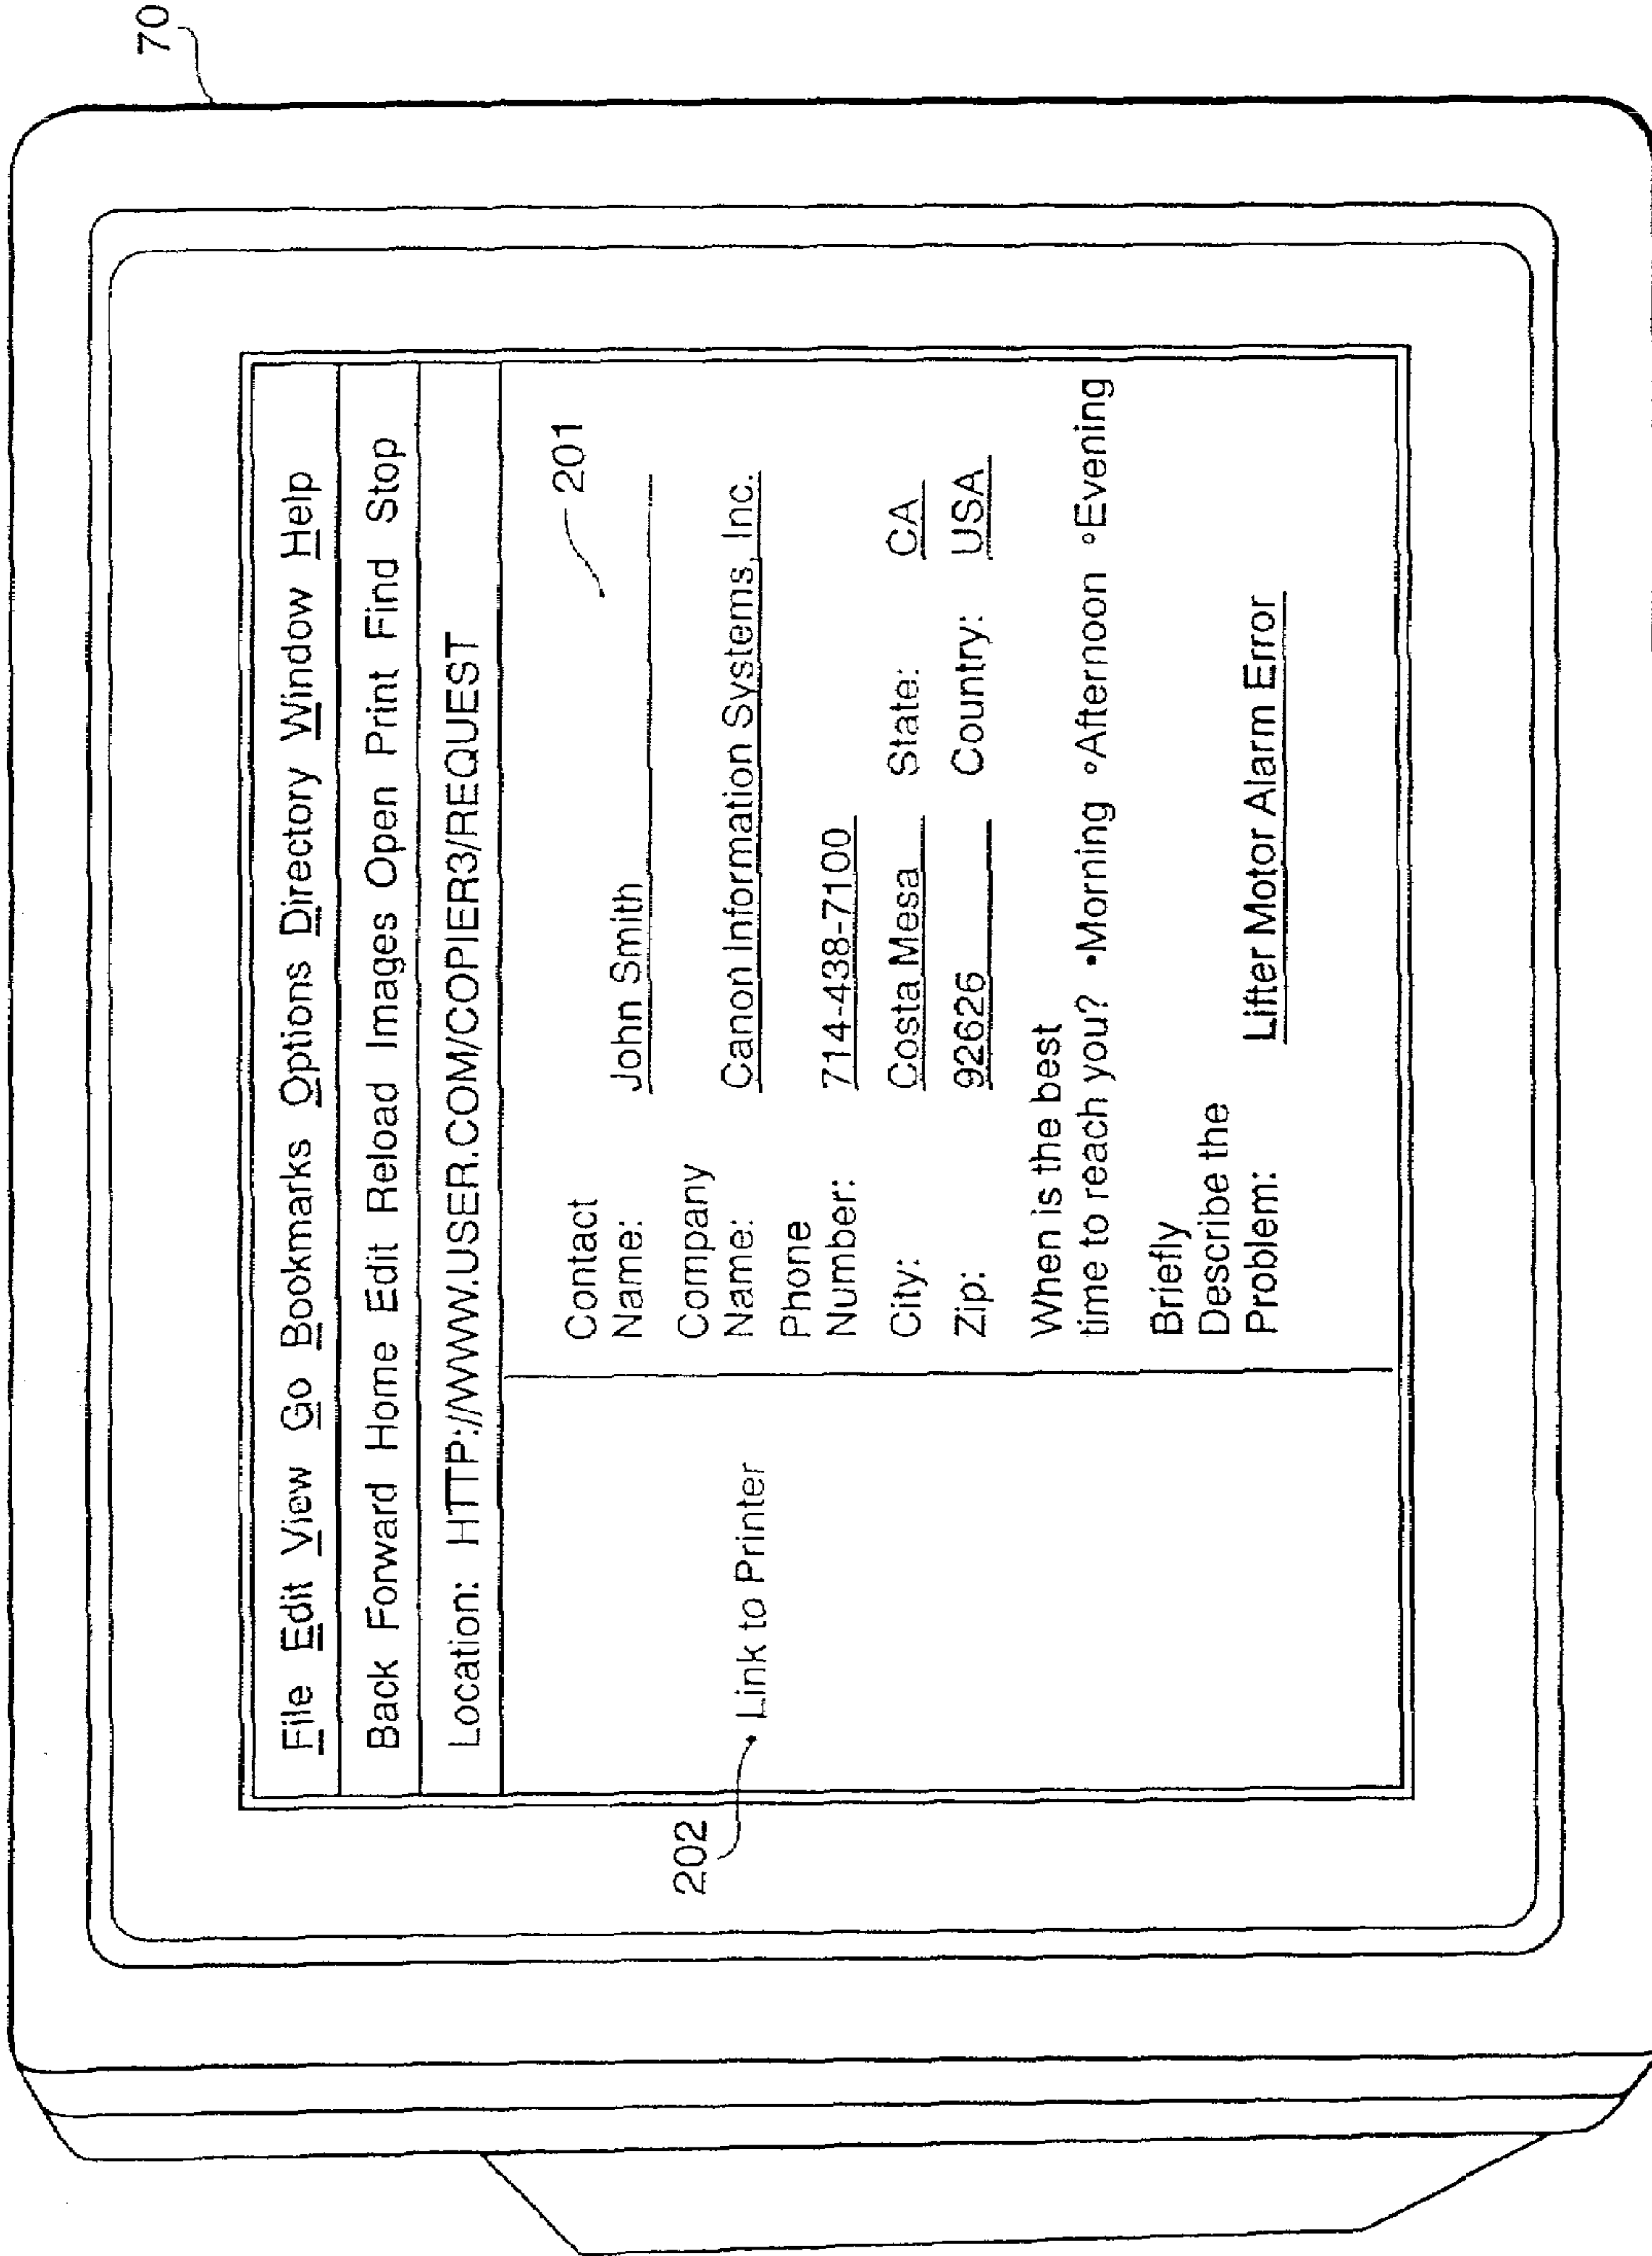 70
File Edit View Go Bookmarks Options Directory Window Help
Back Forward Home Edit Reload Images Open Print Find Stop
Location: HTTP://WWW.USER.COM/COPIER3/REQUEST
201
Contact
Name: John Smith
Company
Name: Canon Information Systems, Inc.
Phone
Number: 714-438-7100
City: Costa Mesa State: CA
Zip: 92626 Country: USA
When is the best
time to reach you? •Morning ∘Afternoon ∘Evening
Briefly
Describe the
Problem: Lifter Motor Alarm Error
202
• Link to Printer